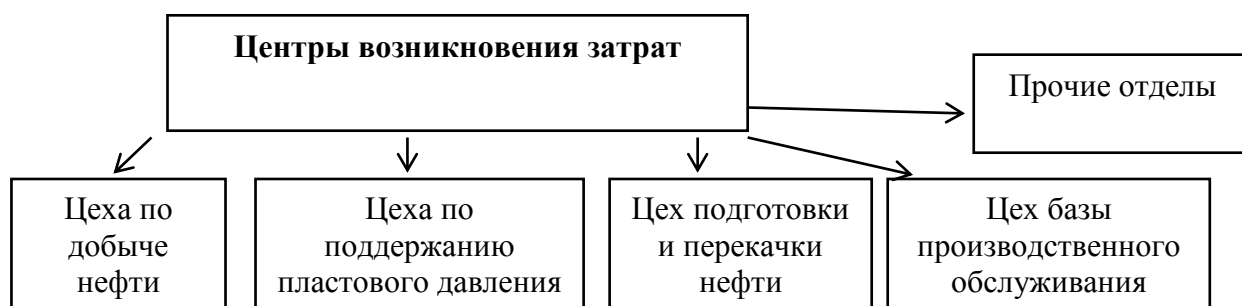 Центры возникновения затрат
Прочие отделы
Цеха по
добыче
нефти
Цеха по
поддержанию
пластового давления
Цех подготовки
и перекачки
нефти
Цех базы
производственного
обслуживания